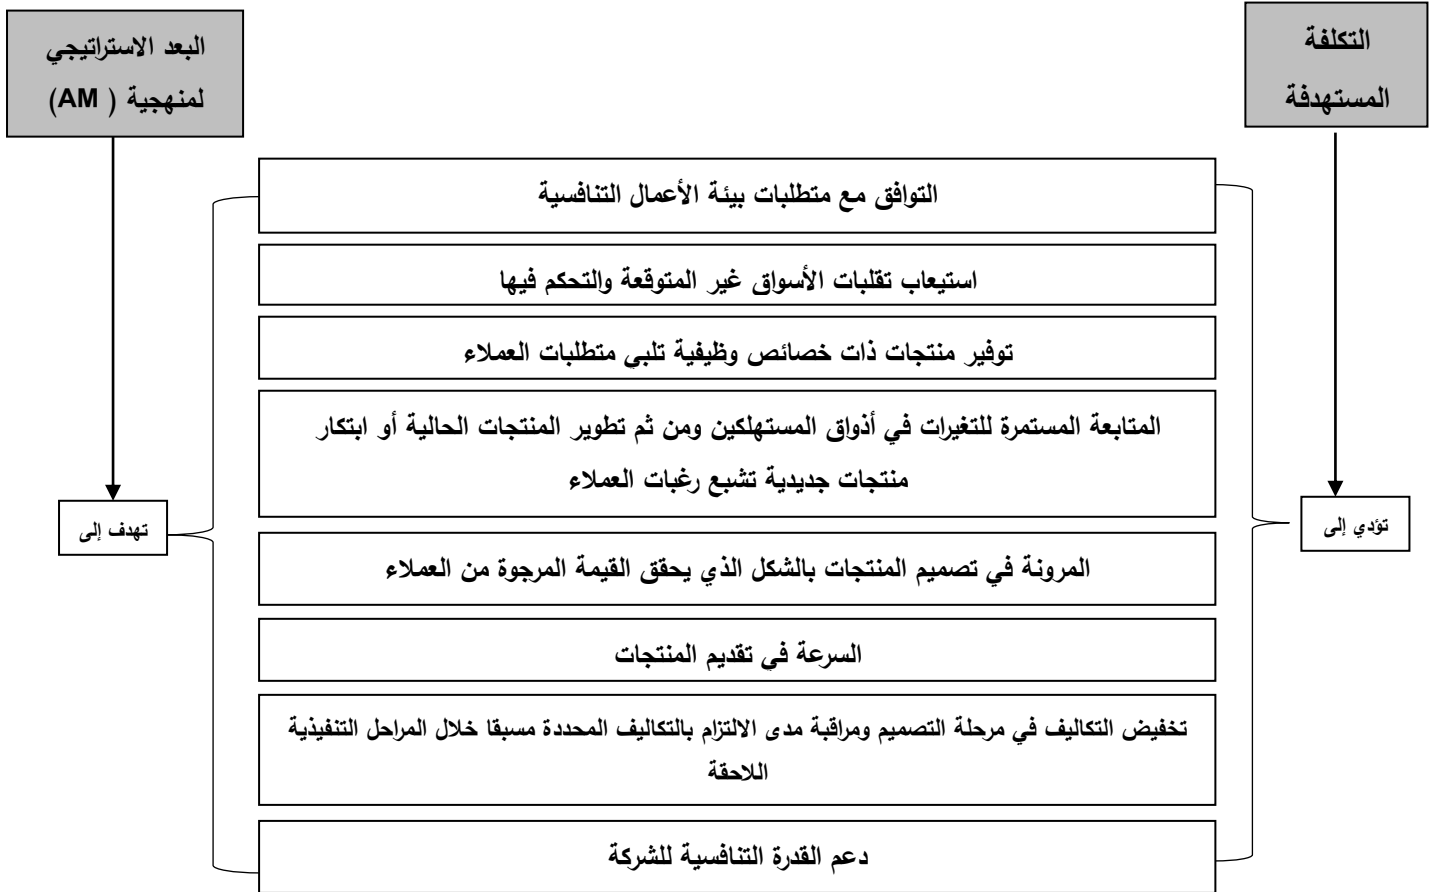 التكلفة
المستهدفة
البعد الاستراتيجي
لمنهجية ( AM)
التوافق مع متطلبات بيئة الأعمال التنافسية
استيعاب تقلبات الأسواق غير المتوقعة والتحكم فيها
توفير منتجات ذات خصائص وظيفية تلبي متطلبات العملاء
المتابعة المستمرة للتغيرات في أذواق المستهلكين ومن ثم تطوير المنتجات الحالية أو ابتكار
منتجات جديدية تشبع رغبات العملاء
تؤدي إلى
تهدف إلى
المرونة في تصميم المنتجات بالشكل الذي يحقق القيمة المرجوة من العملاء
السرعة في تقديم المنتجات
تخفيض التكاليف في مرحلة التصميم ومراقبة مدى الالتزام بالتكاليف المحددة مسبقا خلال المراحل التنفيذية
اللاحقة
دعم القدرة التنافسية للشركة